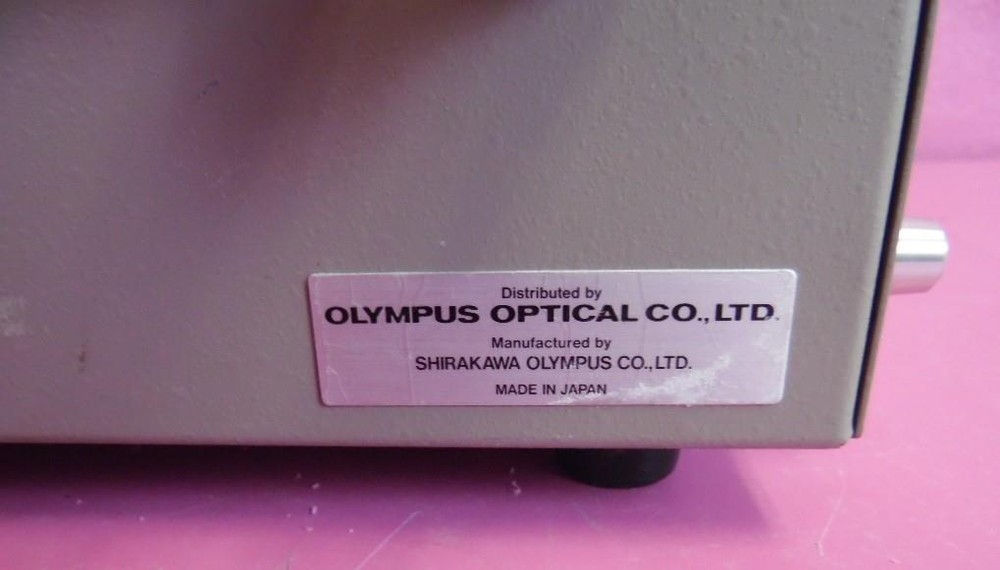 Distributed by
OLYMPUS OPTICAL CO.,LTD.
Manufactured by
SHIRAKAWA OLYMPUS CO.,LTD.
MADE IN JAPAN